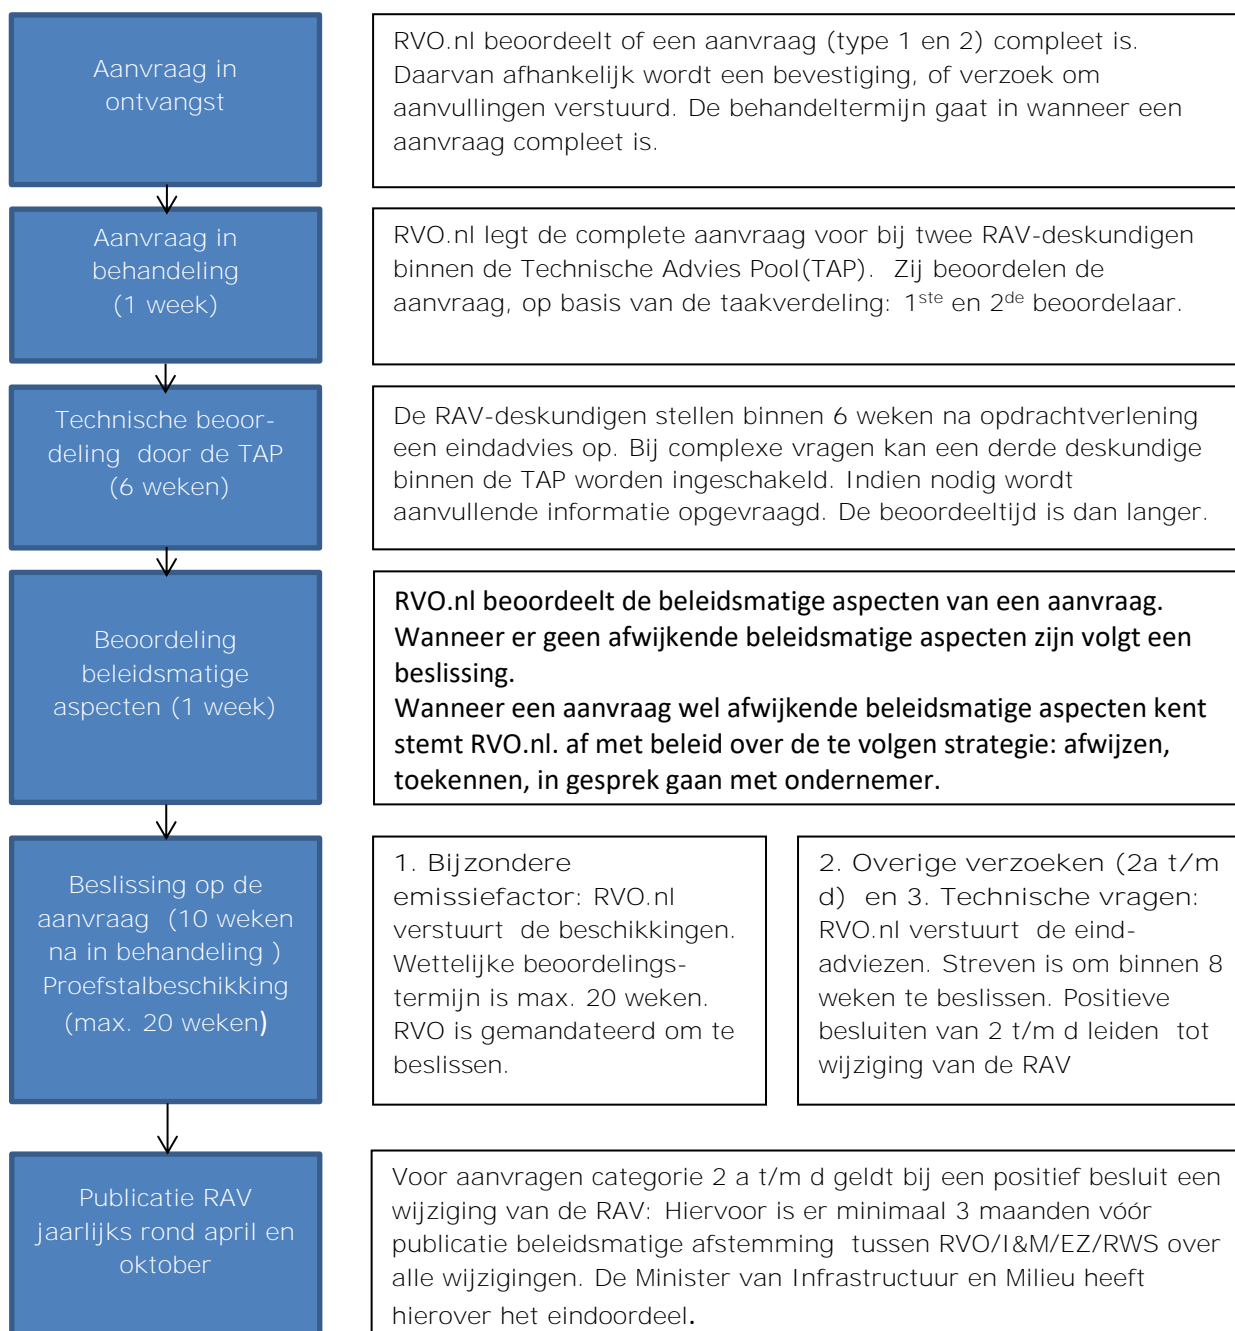 Aanvraag in
ontvangst
RVO.nl beoordeelt of een aanvraag (type 1 en 2) compleet is.
Daarvan afhankelijk wordt een bevestiging, of verzoek om
aanvullingen verstuurd. De behandeltermijn gaat in wanneer een
aanvraag compleet is.
Aanvraag in
behandeling
(1 week)
RVO.nl legt de complete aanvraag voor bij twee RAV-deskundigen
binnen de Technische Advies Pool(TAP). Zij beoordelen de
aanvraag, op basis van de taakverdeling: 1ste en 2de beoordelaar.
Technische beoor-
deling door de TAP
(6 weken)
De RAV-deskundigen stellen binnen 6 weken na opdrachtverlening
een eindadvies op. Bij complexe vragen kan een derde deskundige
binnen de TAP worden ingeschakeld. Indien nodig wordt
aanvullende informatie opgevraagd. De beoordeeltijd is dan langer.
Beoordeling
beleidsmatige
aspecten (1 week)
RVO.nl beoordeelt de beleidsmatige aspecten van een aanvraag.
Wanneer er geen afwijkende beleidsmatige aspecten zijn volgt een
beslissing.
Wanneer een aanvraag wel afwijkende beleidsmatige aspecten kent
stemt RVO.nl. af met beleid over de te volgen strategie: afwijzen,
toekennen, in gesprek gaan met ondernemer.
Beslissing op de
aanvraag (10 weken
na in behandeling )
Proefstalbeschikking
(max. 20 weken)
1. Bijzondere
emissiefactor: RVO.nl
verstuurt de beschikkingen.
Wettelijke beoordelings-
termijn is max. 20 weken.
RVO is gemandateerd om te
beslissen.
2. Overige verzoeken (2a t/m
d) en 3. Technische vragen:
RVO.nl verstuurt de eind-
adviezen. Streven is om binnen 8
weken te beslissen. Positieve
besluiten van 2 t/m d leiden tot
wijziging van de RAV
Publicatie RAV
jaarlijks rond april en
oktober
Voor aanvragen categorie 2 a t/m d geldt bij een positief besluit een
wijziging van de RAV: Hiervoor is er minimaal 3 maanden vóór
publicatie beleidsmatige afstemming tussen RVO/I&M/EZ/RWS over
alle wijzigingen. De Minister van Infrastructuur en Milieu heeft
hierover het eindoordeel.